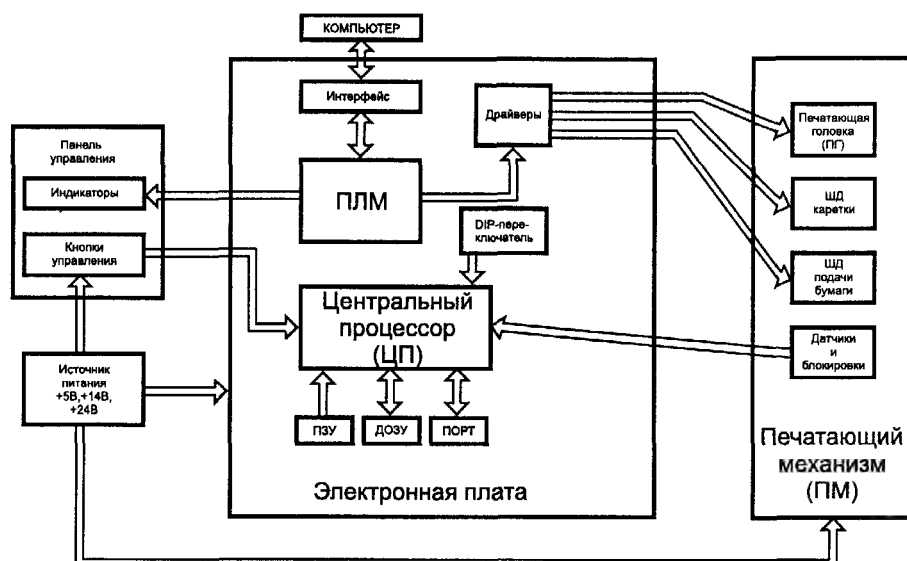 КОМПЬЮТЕР
Интерфейс
Драйверы
Печатающая
головка
(ПГ)
Панель
управления
Индикаторы
ПЛМ
ШД
каретки
DIP-пере-
ключатель
Кнопки
управления
ШД
подачи
бумаги
Центральный
процессор
(ЦП)
Датчики
и
блокировки
Источник
питания
+5В,+14В,
+24В
ПЗУ
ДОЗУ
ПОРТ
Печатающий
механизм
(ПМ)
Электронная плата